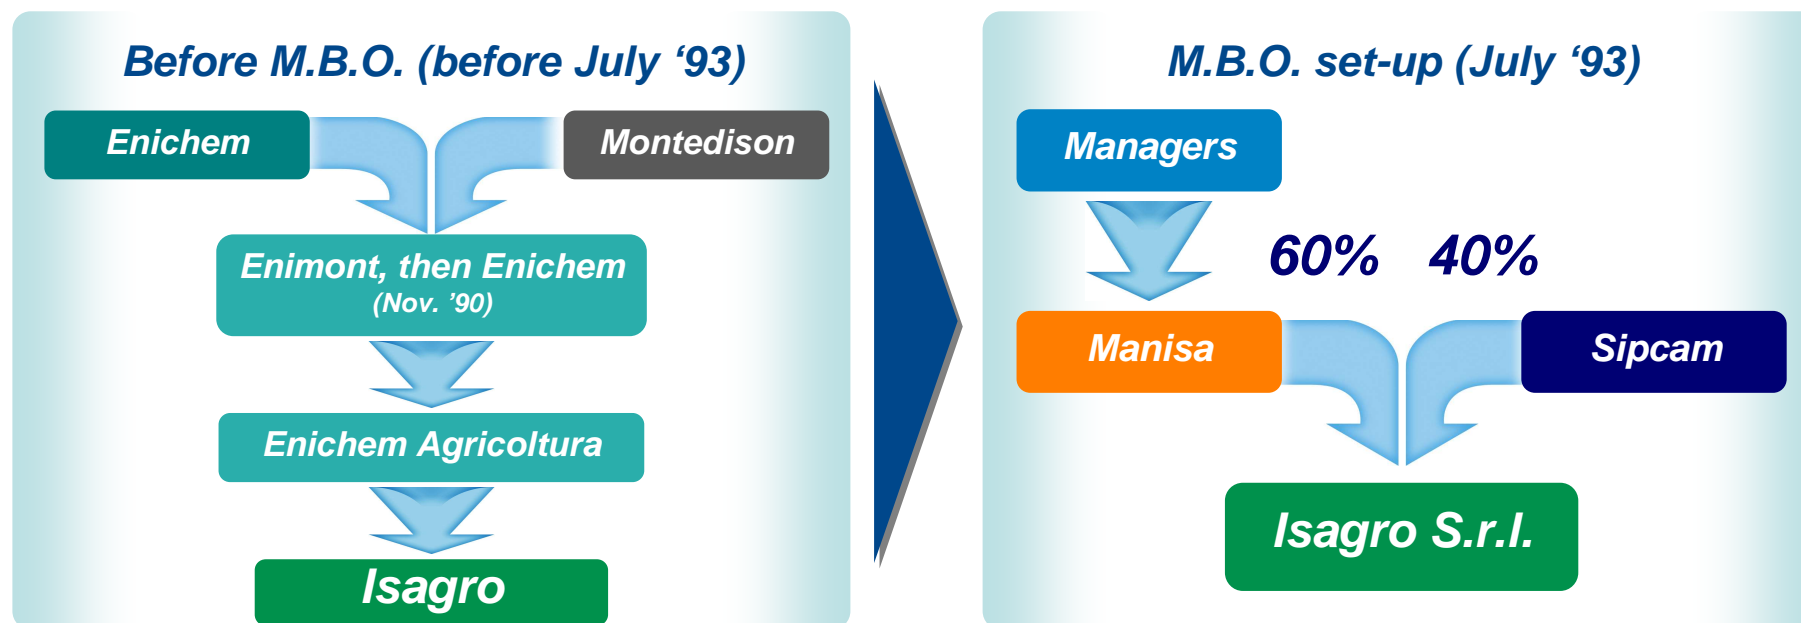 Before M.B.O. (before July ‘93)
Enichem
Montedison
Enimont, then Enichem
(Nov. ’90)
Enichem Agricoltura
Isagro
M.B.O. set-up (July ‘93)
Managers
60% 40%
Manisa
Sipcam
Isagro S.r.l.